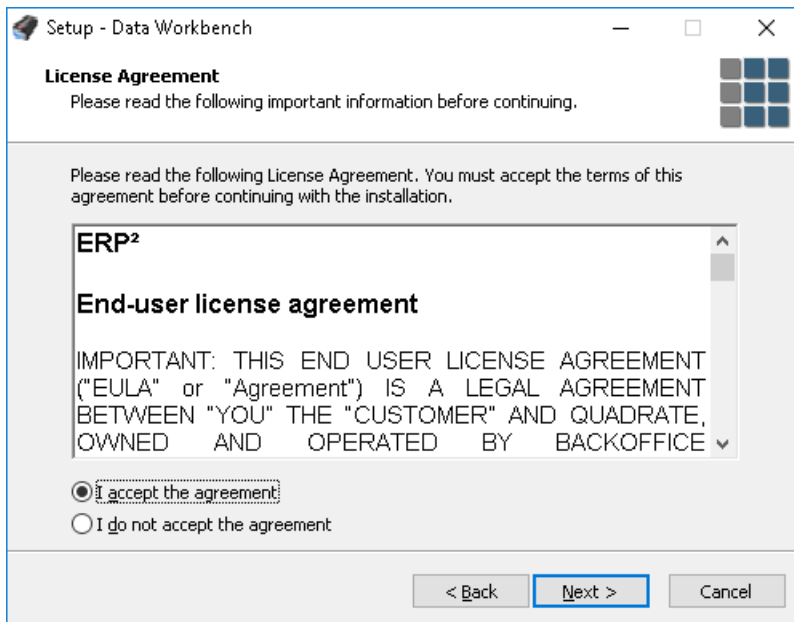 Setup - Data Workbench
License Agreement
Please read the following important information before continuing.
Please read the following License Agreement. You must accept the terms of this
agreement before continuing with the installation.
ERP²
End-user license agreement
IMPORTANT: THIS END USER LICENSE AGREEMENT
("EULA" or "Agreement") IS A LEGAL AGREEMENT
BETWEEN "YOU" THE "CUSTOMER" AND QUADRATE,
OWNED AND OPERATED BY BACKOFFICE
I accept the agreement
I do not accept the agreement
< Back Next > Cancel